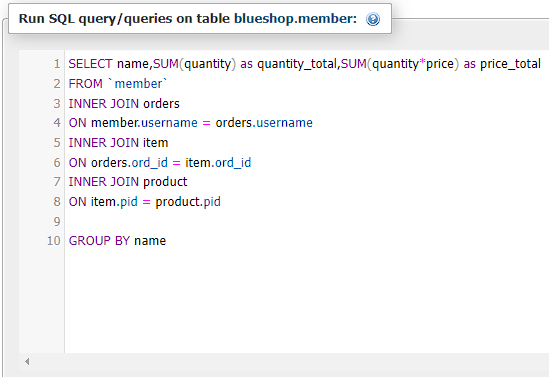 Run SQL query/queries on table blueshop.member:
1 SELECT name,SUM(quantity) as quantity_total,SUM(quantity*price) as price_total
2 FROM `member`
3 INNER JOIN orders
4 ON member.username = orders.username
5 INNER JOIN item
6 ON orders.ord_id = item.ord_id
7 INNER JOIN product
8 ON item.pid = product.pid
9
10 GROUP BY name